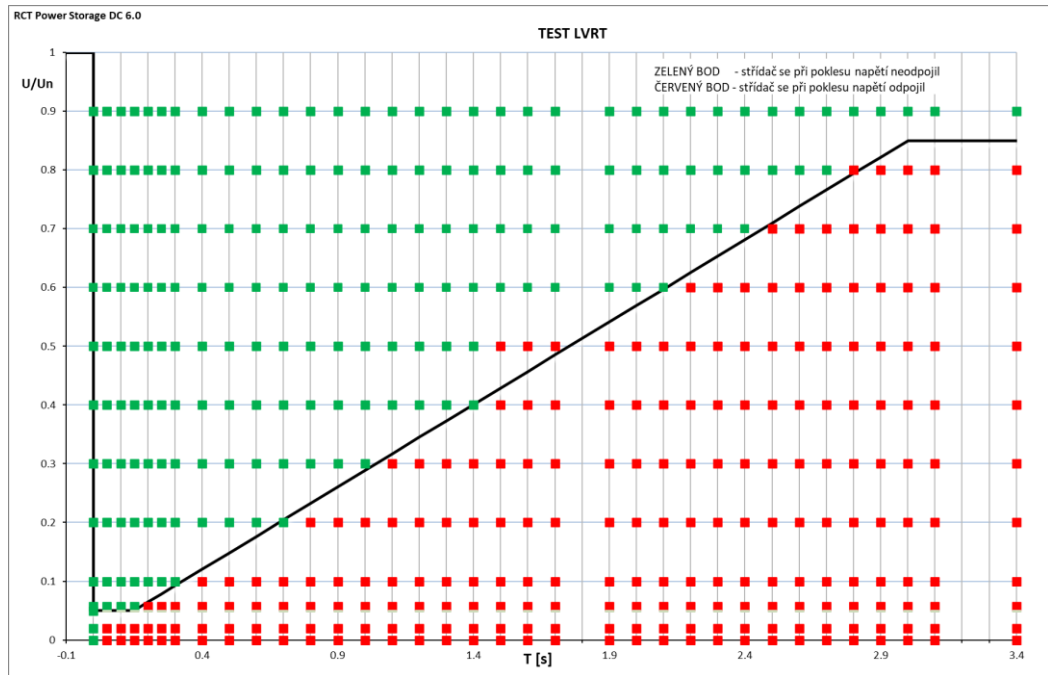 RCT Power Storage DC 6.0
TEST LVRT
1
U/Un
ZELENÝ BOD - střídač se při poklesu napětí neodpojil
ČERVENÝ BOD - střídač se při poklesu napětí odpojil
0.9
0.8
0.7
0.6
0.5
0.4
0.3
0.2
0.1
0
-0.1 0.4 0.9 1.4 1.9 2.4 2.9 3.4
T [s]